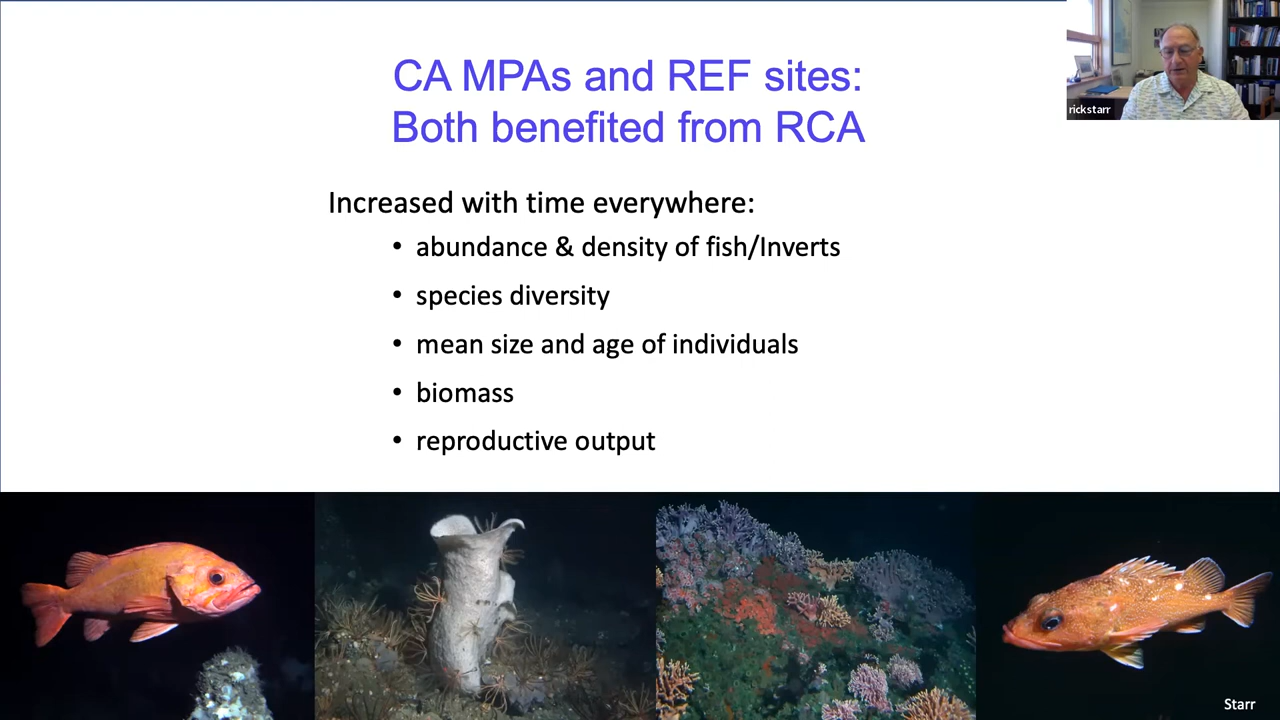 CA MPAs and REF sites:
Both benefited from RCA
rickstarr
Increased with time everywhere:
• abundance & density of fish/Inverts
• species diversity
• mean size and age of individuals
• biomass
• reproductive output
Starr